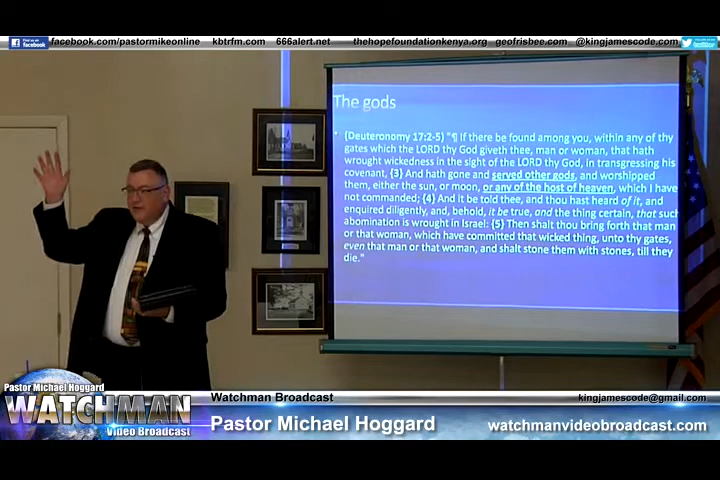 Find us on facebook facebook.com/pastormikeonline kbtrfm.com 666alert.net thehopefoundationkenya.org geofrisbee.com @kingjamescode twitter
The gods
• (Deuteronomy 17:2-5) "¶ If there be found among you, within any of thy
gates which the LORD thy God giveth thee, man or woman, that hath
wrought wickedness in the sight of the LORD thy God, in transgressing his
covenant, {3} And hath gone and served other gods, and worshipped
them, either the sun, or moon, or any of the host of heaven, which I have
not commanded; {4} And it be told thee, and thou hast heard of it, and
enquired diligently, and, behold, it be true, and the thing certain, that such
abomination is wrought in Israel: {5} Then shalt thou bring forth that man
or that woman, which have committed that wicked thing, unto thy gates,
even that man or that woman, and shalt stone them with stones, till they
die."
Pastor Michael Hoggard
WATCHMAN
Video Broadcast
Watchman Broadcast kingjamescode@gmail.com
Pastor Michael Hoggard watchmanvideobroadcast.com